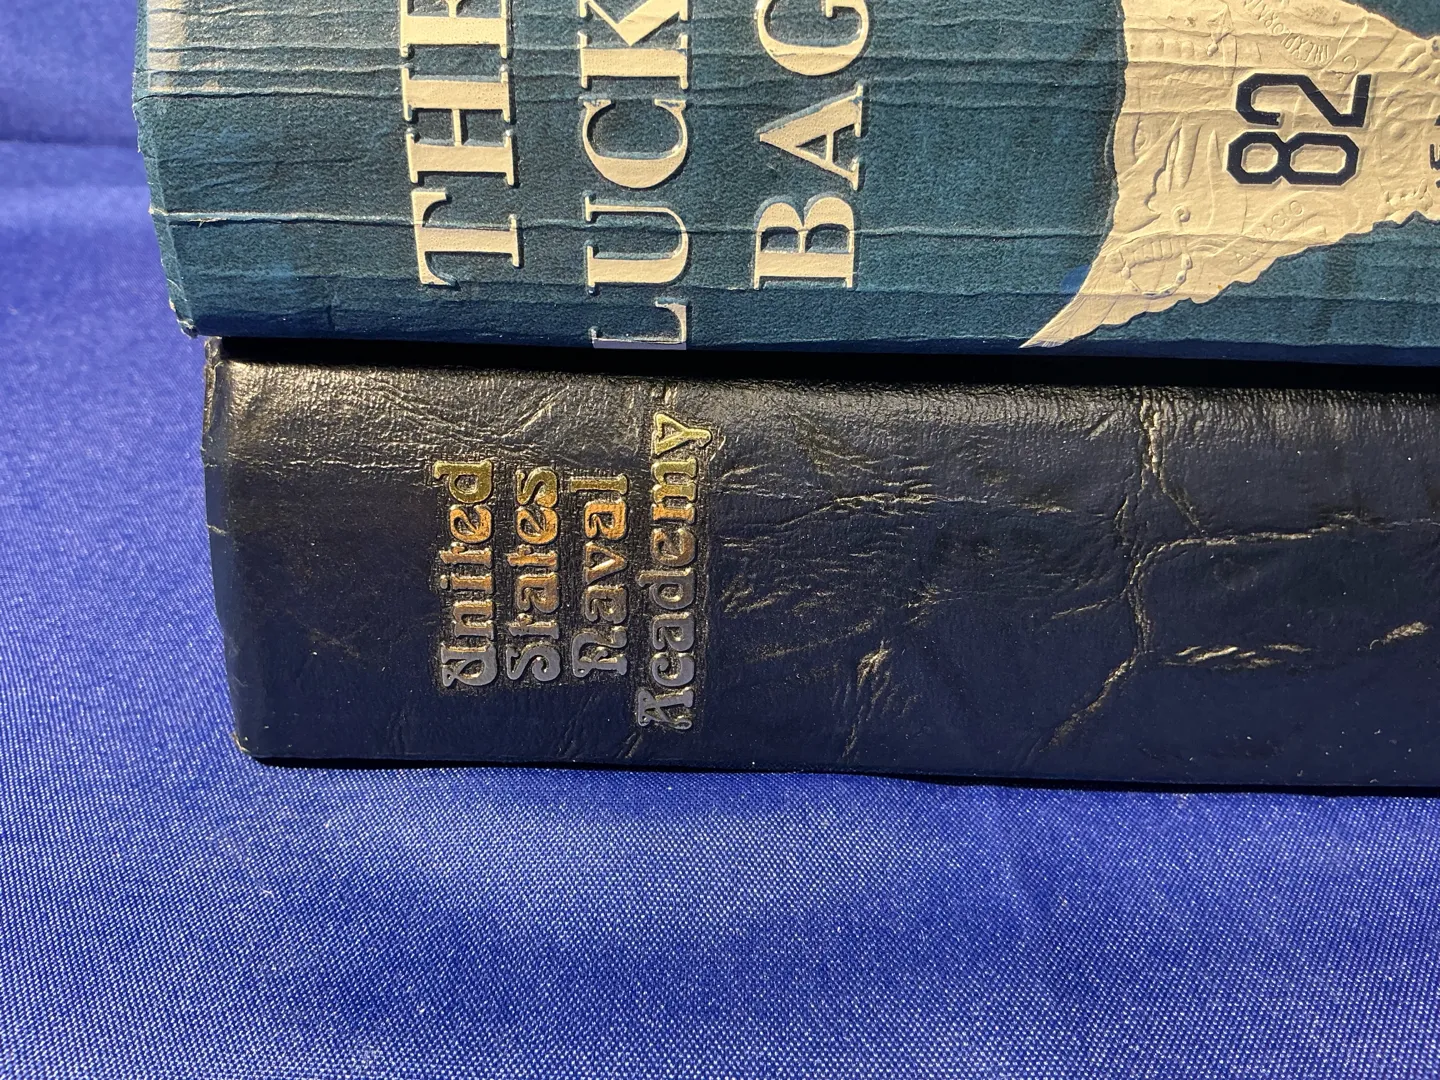 THE
LUCK
BAG
82
United
States
Naval
Academy